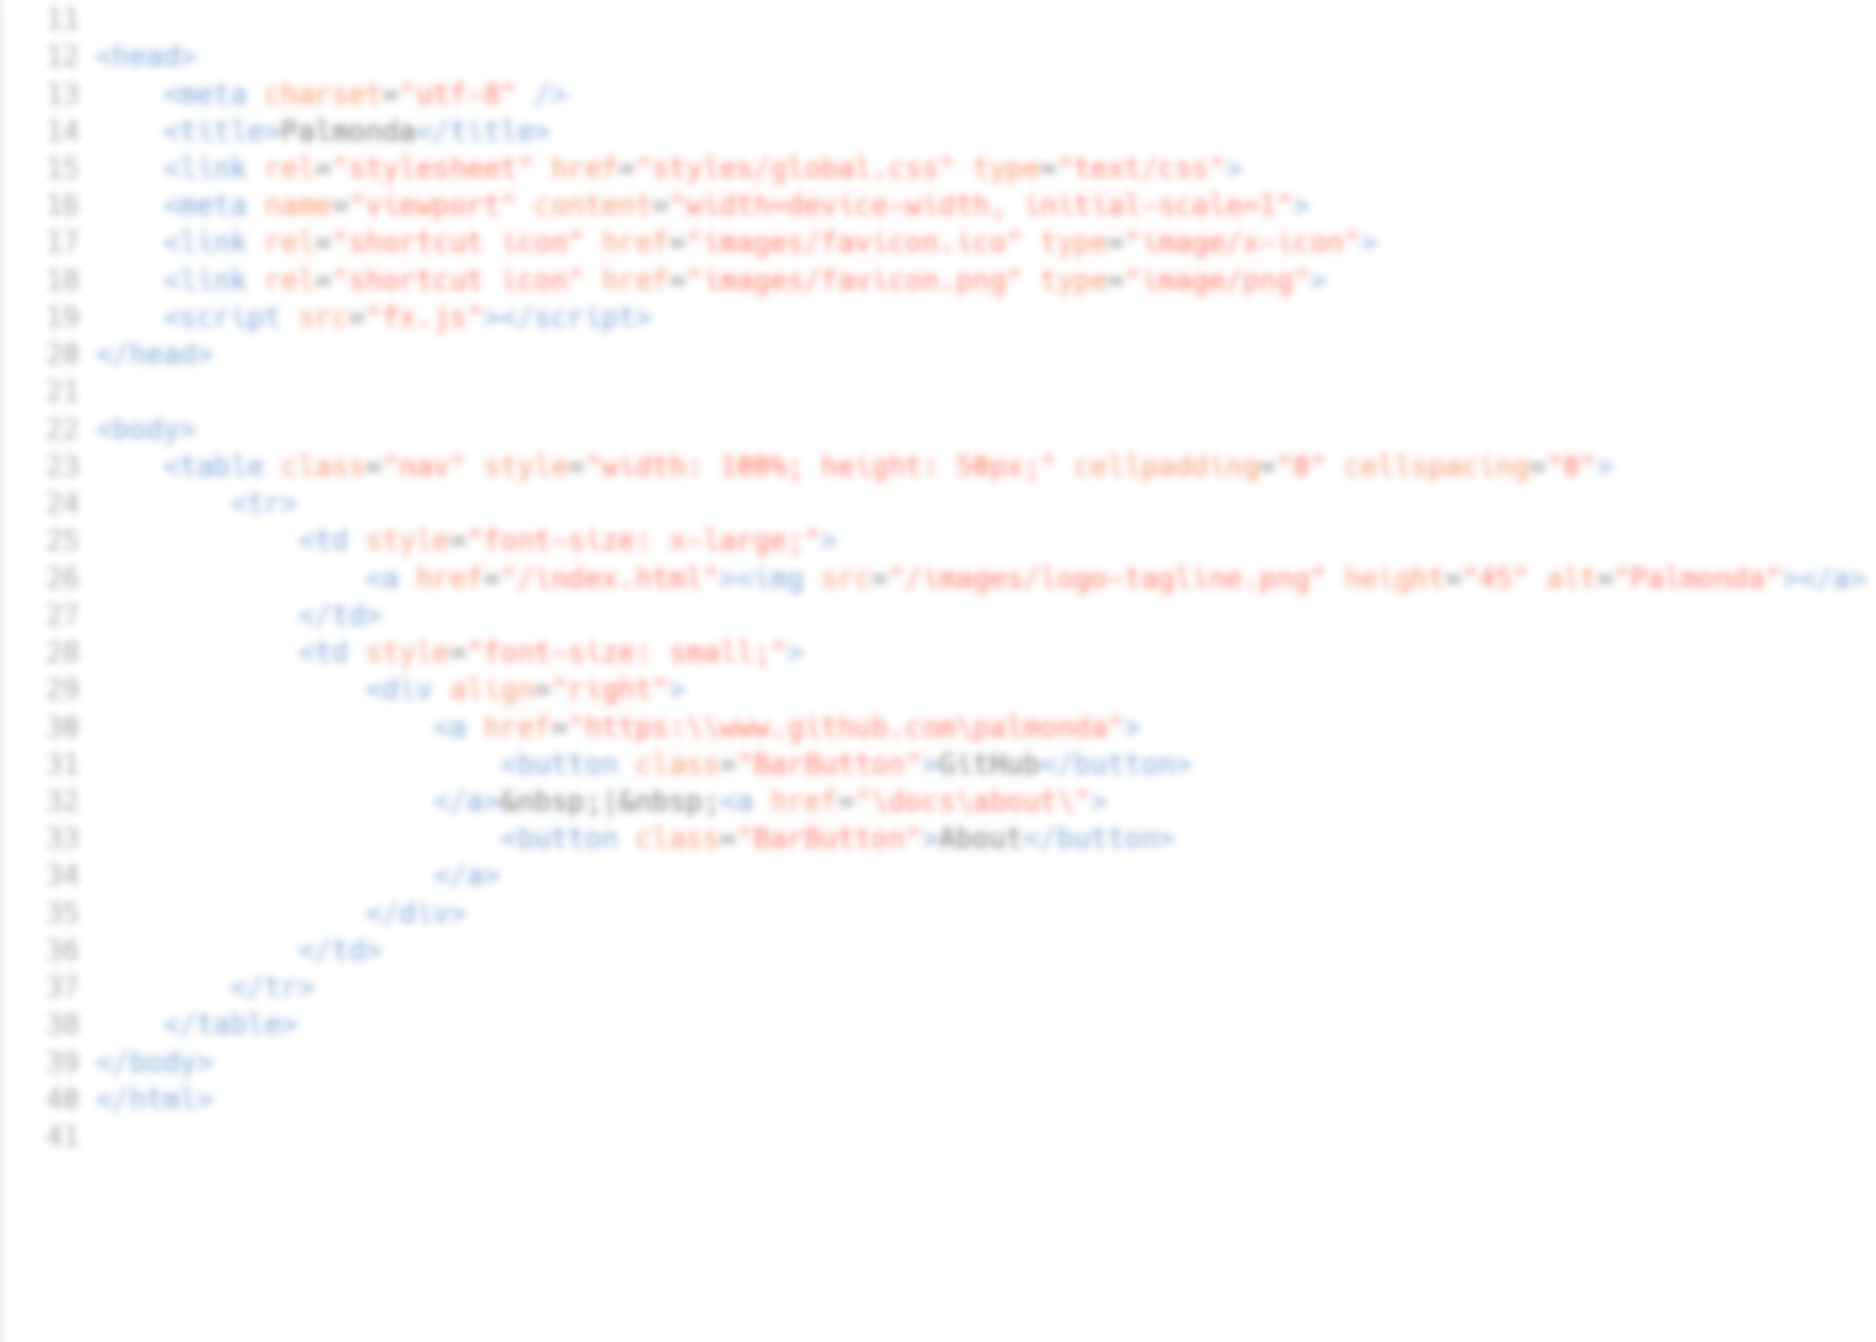 11
12 <head>
13     <meta charset="utf-8" />
14     <title>Palmonda</title>
15     <link rel="stylesheet" href="styles/global.css" type="text/css">
16     <meta name="viewport" content="width=device-width, initial-scale=1">
17     <link rel="shortcut icon" href="images/favicon.ico" type="image/x-icon">
18     <link rel="shortcut icon" href="images/favicon.png" type="image/png">
19     <script src="fx.js"></script>
20 </head>
21
22 <body>
23     <table class="nav" style="width: 100%; height: 50px;" cellpadding="0" cellspacing="0">
24         <tr>
25             <td style="font-size: x-large;">
26                 <a href="/index.html"><img src="/images/logo-tagline.png" height="45" alt="Palmonda"></a>
27             </td>
28             <td style="font-size: small;">
29                 <div align="right">
30                     <a href="https:\\www.github.com\palmonda">
31                         <button class="BarButton">GitHub</button>
32                     </a>&nbsp;|&nbsp;<a href="\docs\about\">
33                         <button class="BarButton">About</button>
34                     </a>
35                 </div>
36             </td>
37         </tr>
38     </table>
39 </body>
40 </html>
41